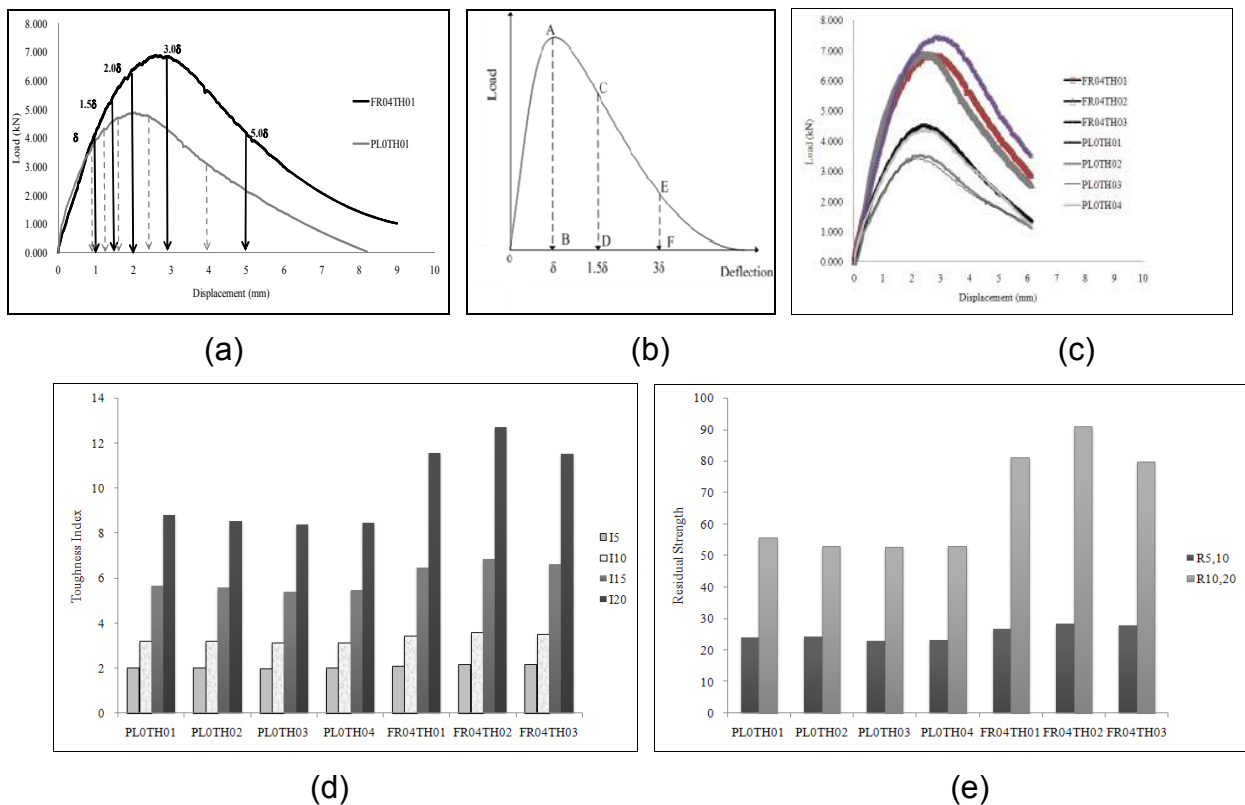 8.000
7.000
6.000
5.000
4.000
3.000
2.000
1.000
0.000
Load (kN)
δ
1.5δ
2.0δ
3.0δ
5.0δ
FR04TH01
PL0TH01
0 1 2 3 4 5 6 7 8 9 10
Displacement (mm)
(a)
Load
A
C
E
B D F
0 δ 1.5δ 3δ Deflection
(b)
8.000
7.000
6.000
5.000
4.000
3.000
2.000
1.000
0.000
Load (kN)
FR04TH01
FR04TH02
FR04TH03
PL0TH01
PL0TH02
PL0TH03
PL0TH04
0 1 2 3 4 5 6 7 8 9 10
Displacement (mm)
(c)
14
12
10
8
6
4
2
0
Toughness Index
I5
I10
I15
I20
PL0TH01 PL0TH02 PL0TH03 PL0TH04 FR04TH01 FR04TH02 FR04TH03
(d)
100
90
80
70
60
50
40
30
20
10
0
Residual Strength
R5,10
R10,20
PL0TH01 PL0TH02 PL0TH03 PL0TH04 FR04TH01 FR04TH02 FR04TH03
(e)